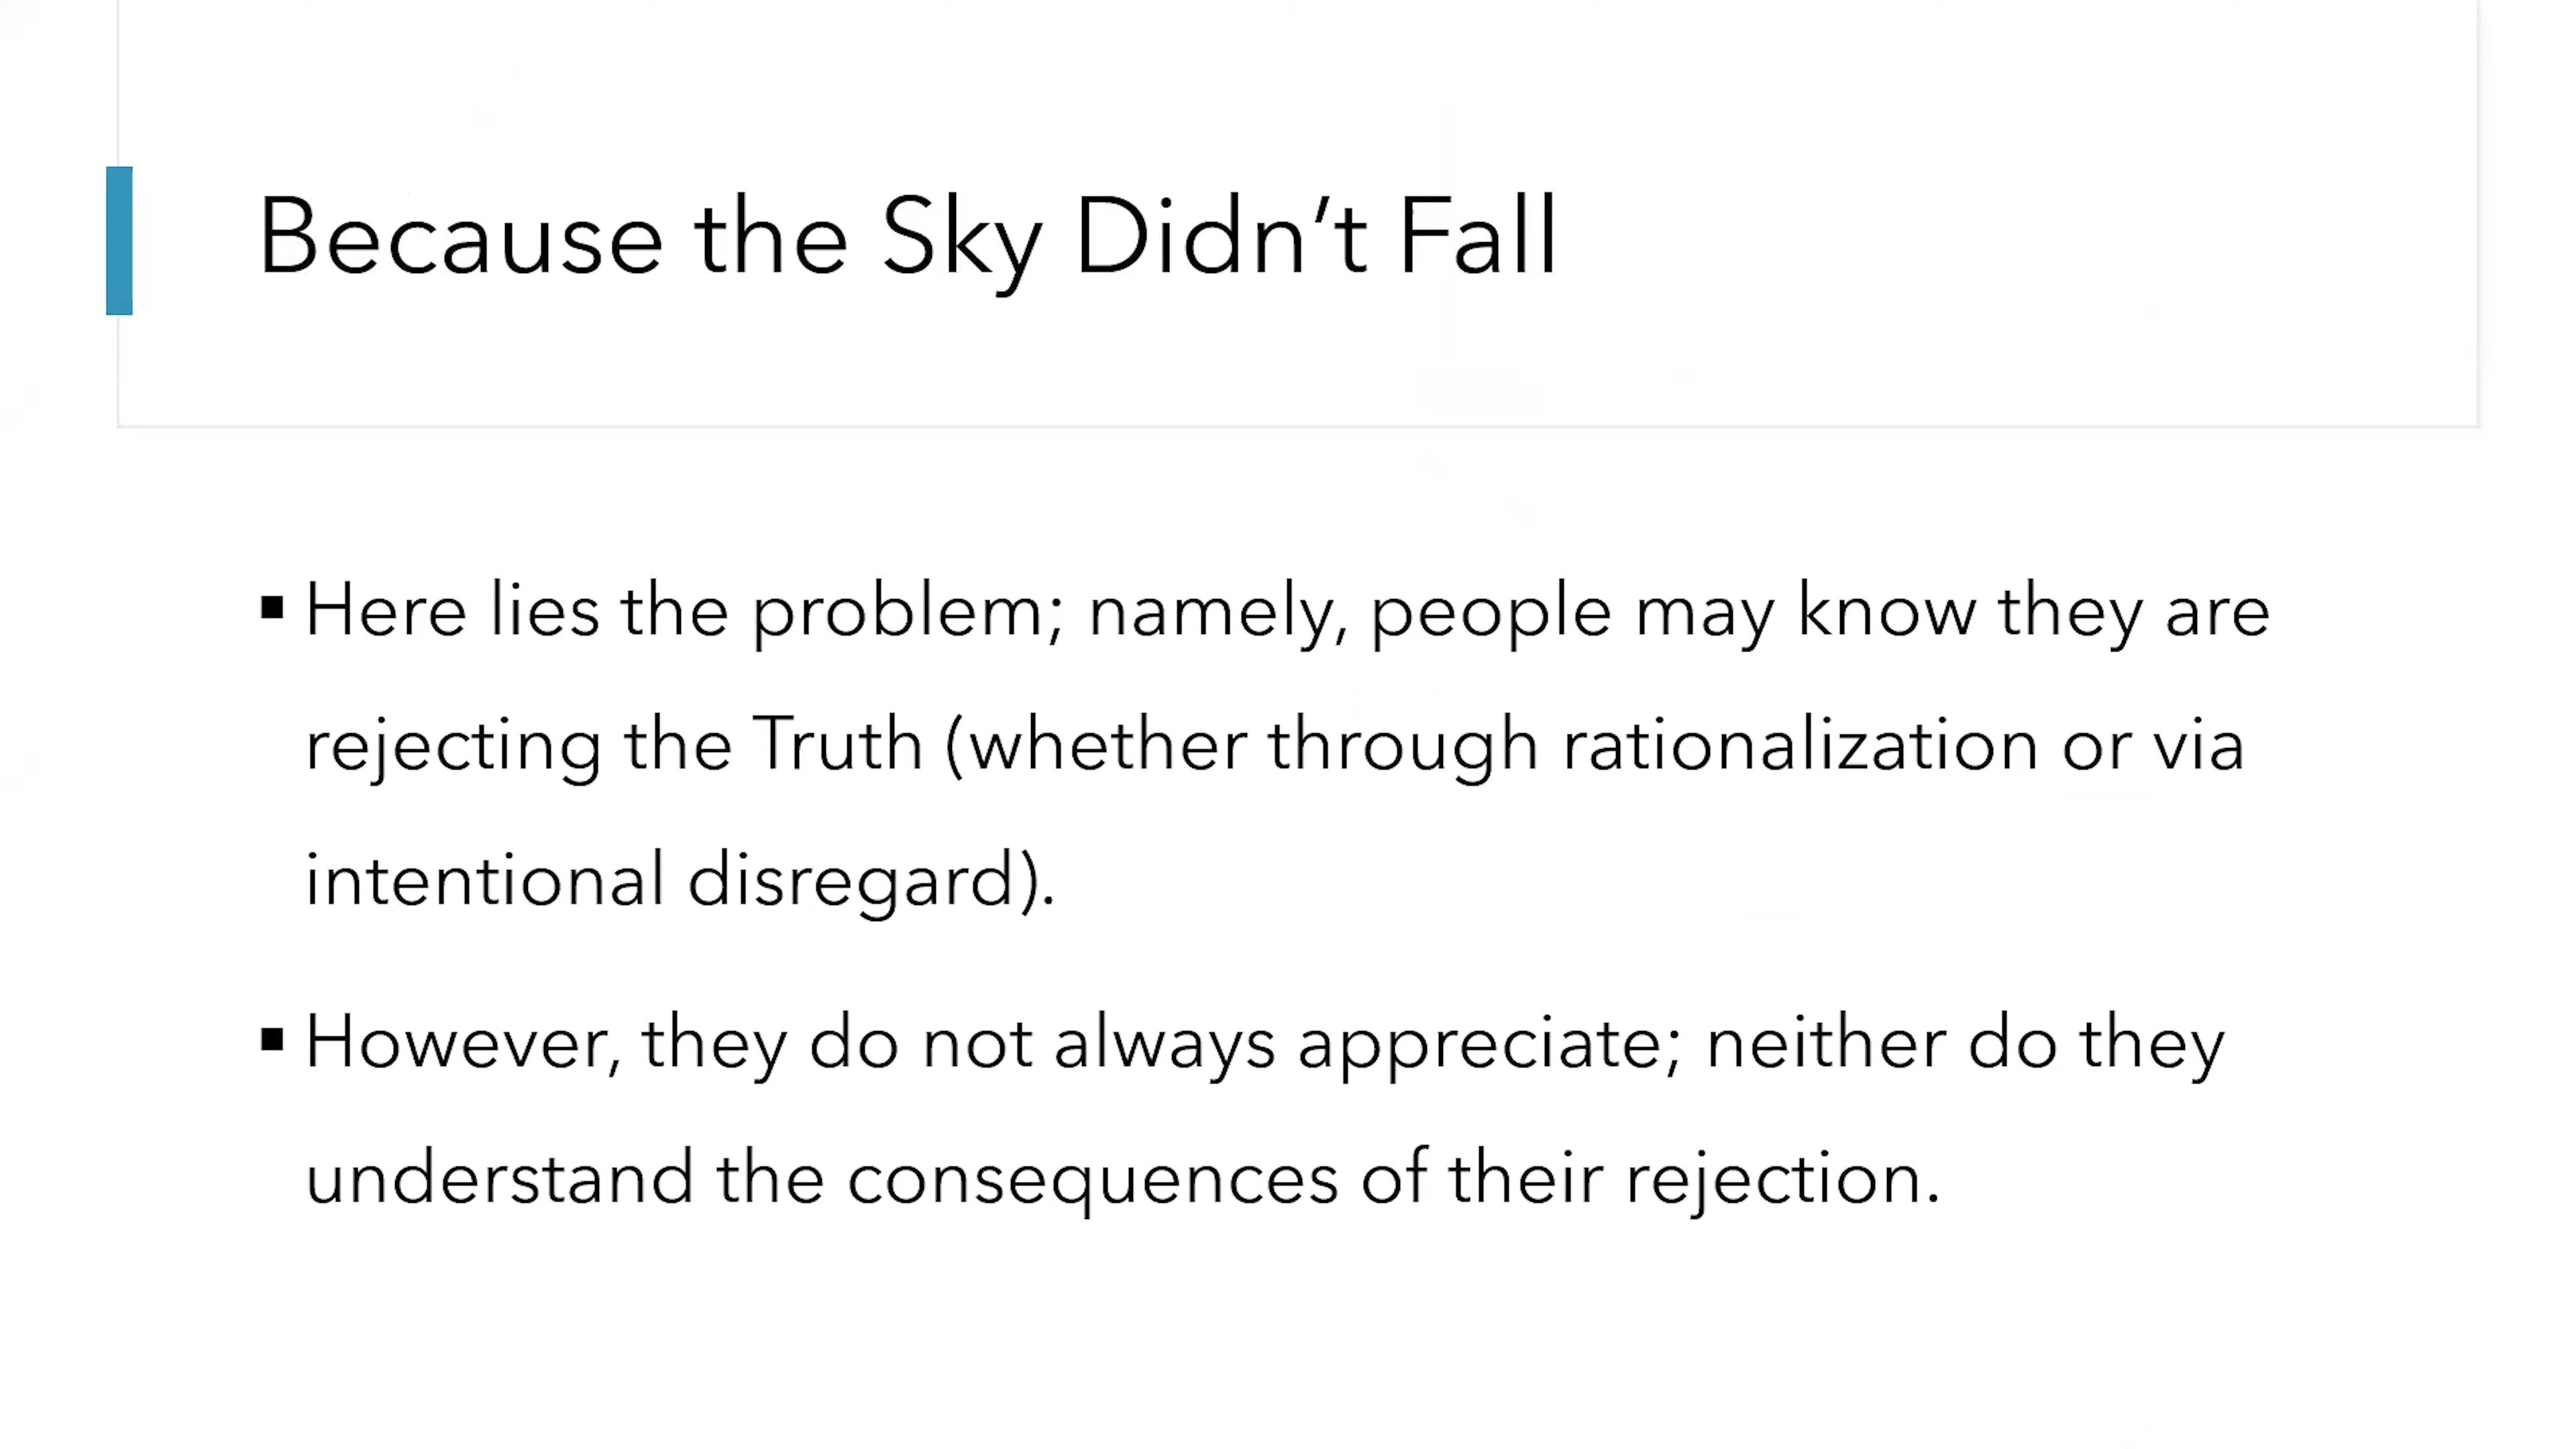 Because the Sky Didn’t Fall
▪ Here lies the problem; namely, people may know they are
rejecting the Truth (whether through rationalization or via
intentional disregard).
▪ However, they do not always appreciate; neither do they
understand the consequences of their rejection.